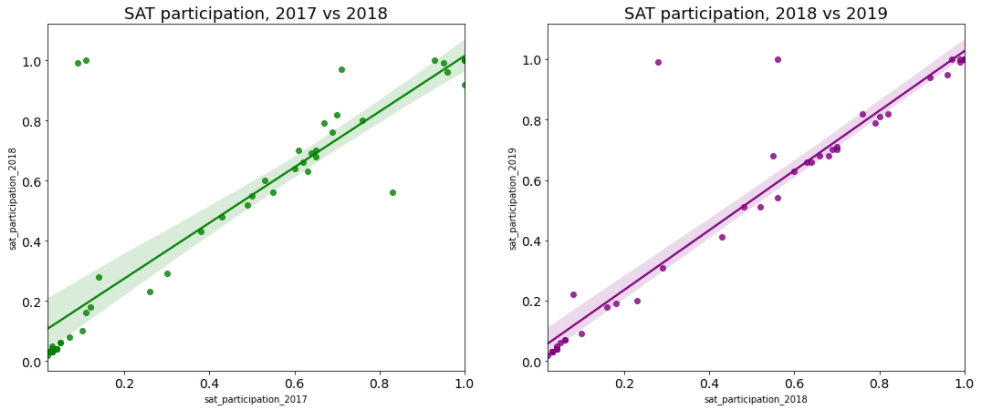 SAT participation, 2017 vs 2018
sat_participation_2018
1.0
0.8
0.6
0.4
0.2
0.0
0.2 0.4 0.6 0.8 1.0
sat_participation_2017
SAT participation, 2018 vs 2019
sat_participation_2019
1.0
0.8
0.6
0.4
0.2
0.0
0.2 0.4 0.6 0.8 1.0
sat_participation_2018